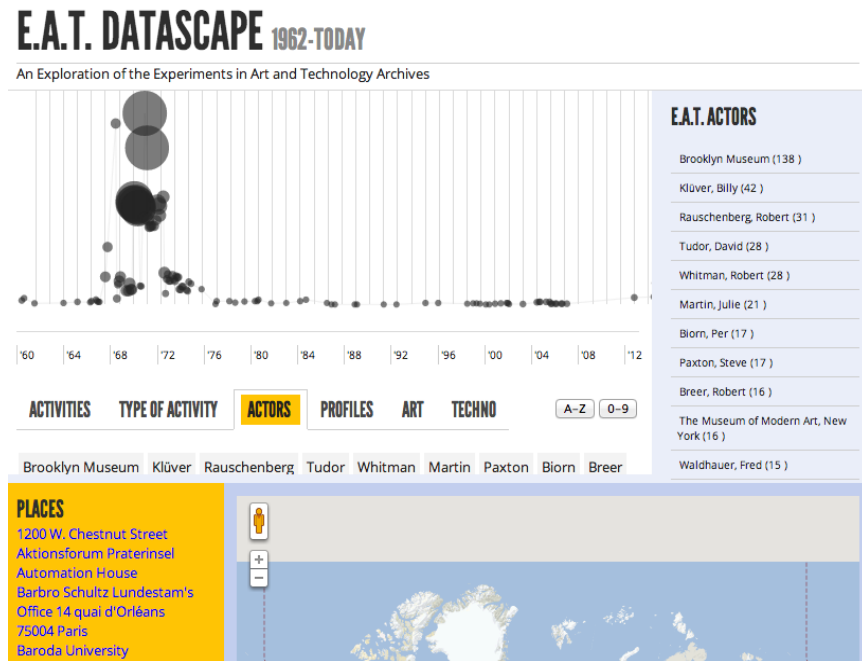 E.A.T. DATASCAPE 1962-TODAY
An Exploration of the Experiments in Art and Technology Archives
'60 '64 '68 '72 '76 '80 '84 '88 '92 '96 '00 '04 '08 '12
ACTIVITIES TYPE OF ACTIVITY ACTORS PROFILES ART TECHNO A-Z 0-9
Brooklyn Museum Klüver Rauschenberg Tudor Whitman Martin Paxton Biorn Breer
E.A.T. ACTORS
Brooklyn Museum (138 )
Klüver, Billy (42 )
Rauschenberg, Robert (31 )
Tudor, David (28 )
Whitman, Robert (28 )
Martin, Julie (21 )
Biorn, Per (17 )
Paxton, Steve (17 )
Breer, Robert (16 )
The Museum of Modern Art, New
York (16 )
Waldhauer, Fred (15 )
PLACES
1200 W. Chestnut Street
Aktionsforum Praterinsel
Automation House
Barbro Schultz Lundestam's
Office 14 quai d'Orléans
75004 Paris
Baroda University
+
−